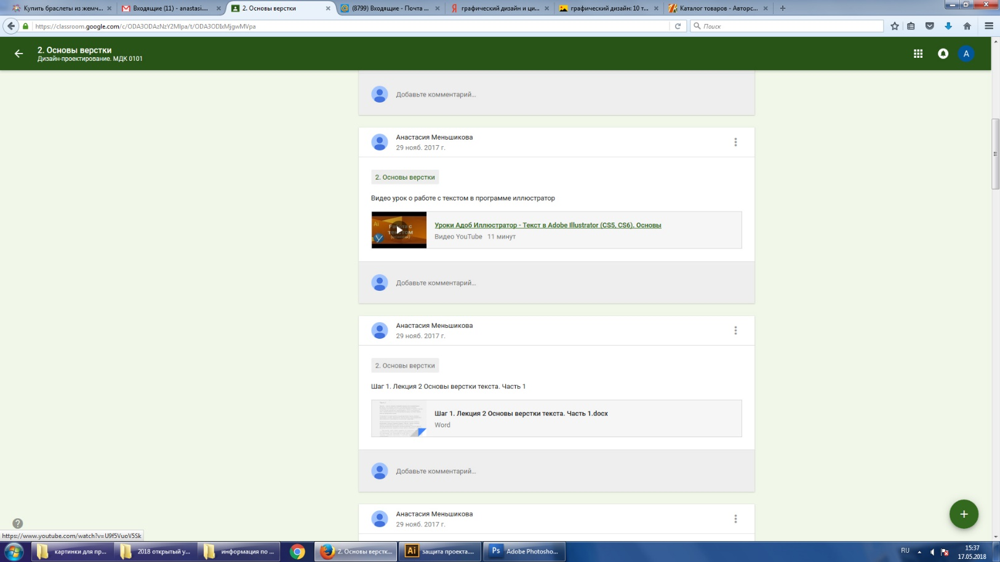 Купить браслеты из жемч...
Входящие (11) - anastasi....
2. Основы верстки
(8799) Входящие - Почта ...
графический дизайн и ци...
графический дизайн: 10 т...
Каталог товаров - Авторс...
https://classroom.google.com/c/ODA3ODAzNzY2Mlpa/t/ODA3ODIxMjgwMVpa
Поиск
2. Основы верстки
Дизайн-проектирование. МДК 0101
А
Добавьте комментарий...
Анастасия Меньшикова
29 нояб. 2017 г.
2. Основы верстки
Видео урок о работе с текстом в программе иллюстратор
Ai
Работа с
текстом
(основы)
Уроки Адоб Иллюстратор - Текст в Adobe Illustrator (CS5, CS6). Основы
Видео YouTube 11 минут
Добавьте комментарий...
Анастасия Меньшикова
29 нояб. 2017 г.
2. Основы верстки
Шаг 1. Лекция 2 Основы верстки текста. Часть 1
Шаг 1. Лекция 2 Основы верстки текста. Часть 1.docx
Word
Добавьте комментарий...
Анастасия Меньшикова
29 нояб. 2017 г.
https://www.youtube.com/watch?v=U9f5VuoV5Sk
картинки для пр...
2018 открытый у...
информация по ...
2. Основы верстк...
Ai
защита проекта....
Ps
Adobe Photosho...
RU
15:37
17.05.2018